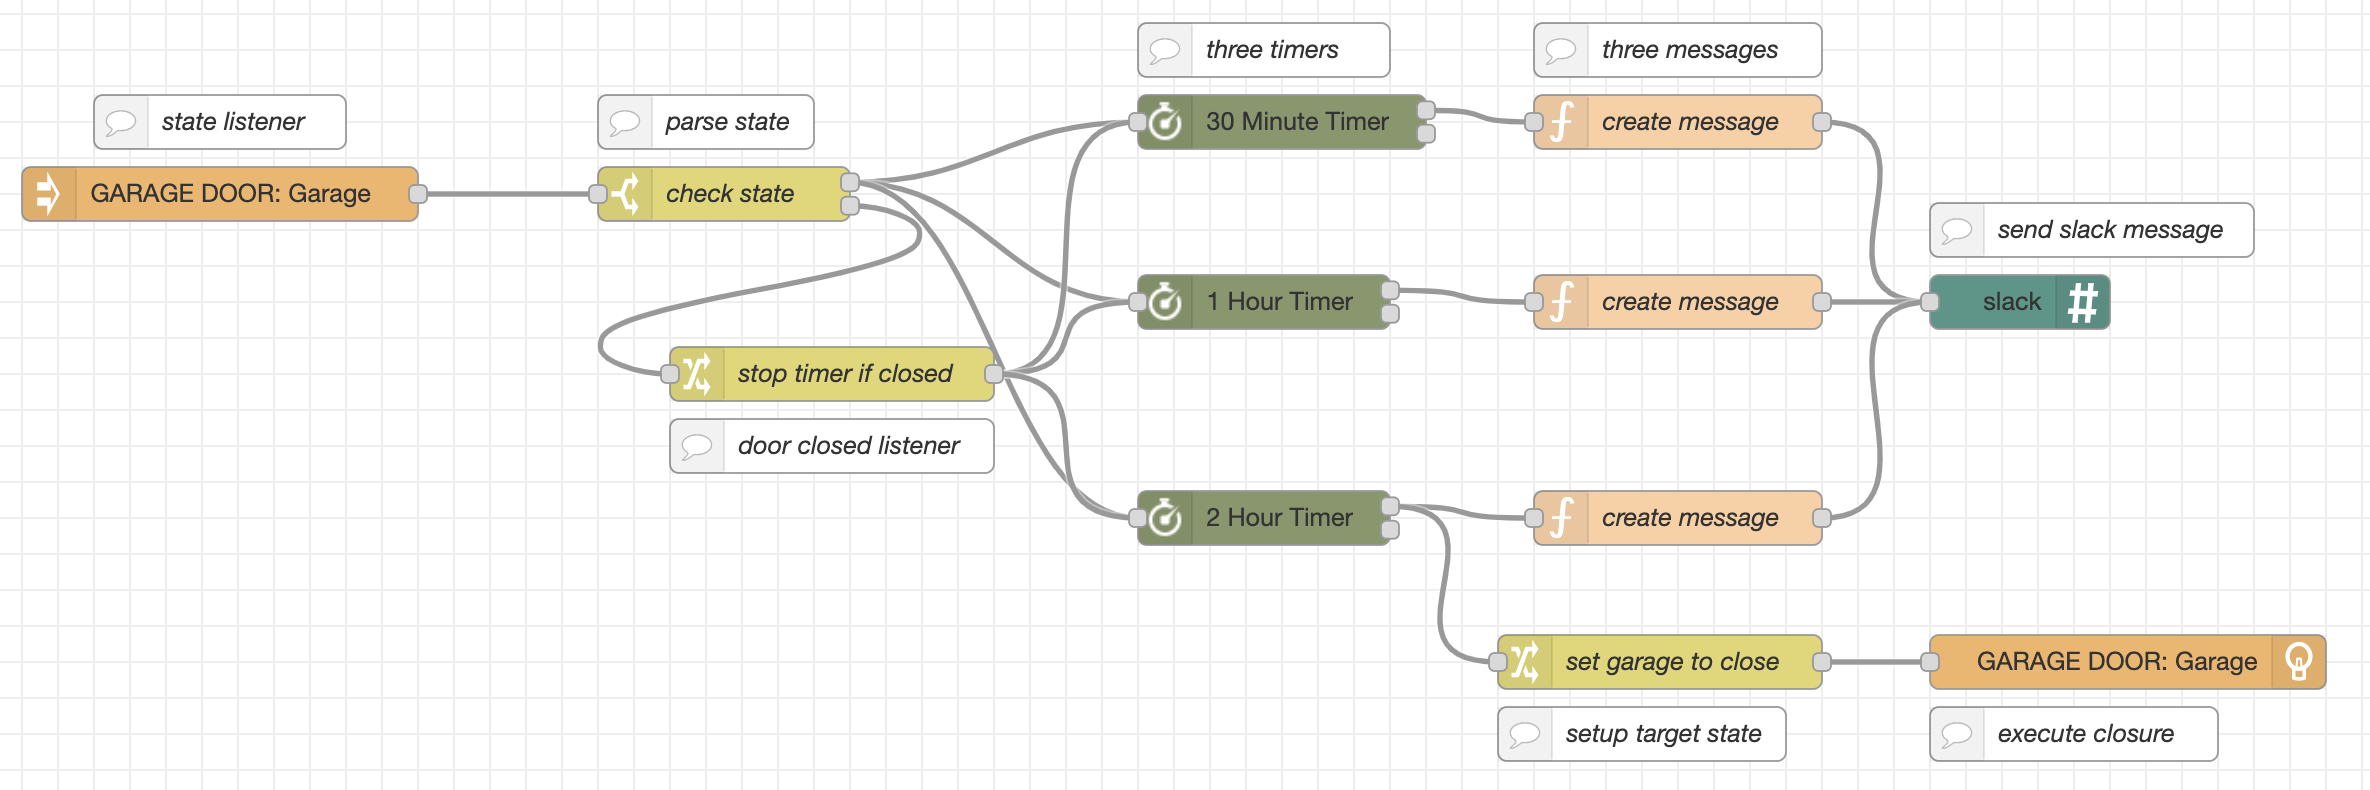 three timers
three messages
state listener
parse state
30 Minute Timer
create message
GARAGE DOOR: Garage
check state
send slack message
1 Hour Timer
create message
slack
stop timer if closed
door closed listener
2 Hour Timer
create message
set garage to close
GARAGE DOOR: Garage
setup target state
execute closure